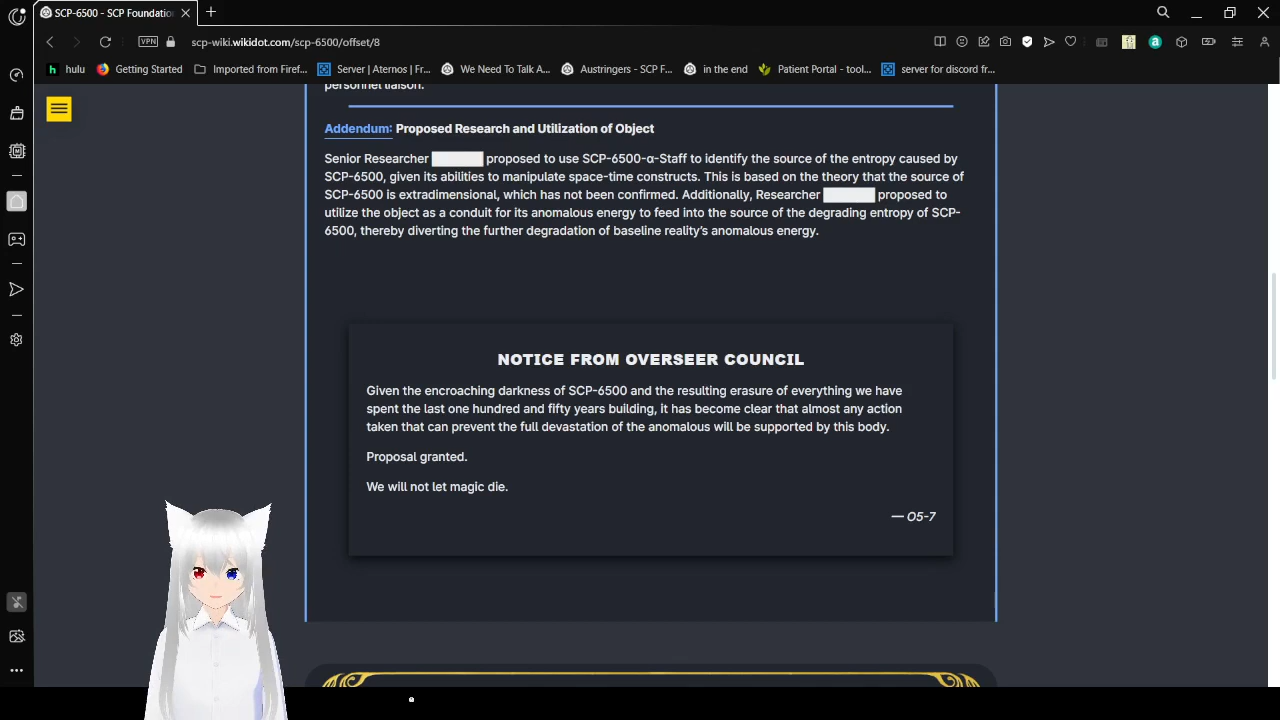 SCP-6500 - SCP Foundatio
VPN
scp-wiki.wikidot.com/scp-6500/offset/8
hulu
Getting Started
Imported from Firef...
Server | Aternos | Fr...
We Need To Talk A...
Austringers - SCP F...
in the end
Patient Portal - tool...
server for discord fr...
personnel liaison.
Addendum: Proposed Research and Utilization of Object
Senior Researcher proposed to use SCP-6500-α-Staff to identify the source of the entropy caused by
SCP-6500, given its abilities to manipulate space-time constructs. This is based on the theory that the source of
SCP-6500 is extradimensional, which has not been confirmed. Additionally, Researcher proposed to
utilize the object as a conduit for its anomalous energy to feed into the source of the degrading entropy of SCP-
6500, thereby diverting the further degradation of baseline reality’s anomalous energy.
NOTICE FROM OVERSEER COUNCIL
Given the encroaching darkness of SCP-6500 and the resulting erasure of everything we have
spent the last one hundred and fifty years building, it has become clear that almost any action
taken that can prevent the full devastation of the anomalous will be supported by this body.
Proposal granted.
We will not let magic die.
— O5-7